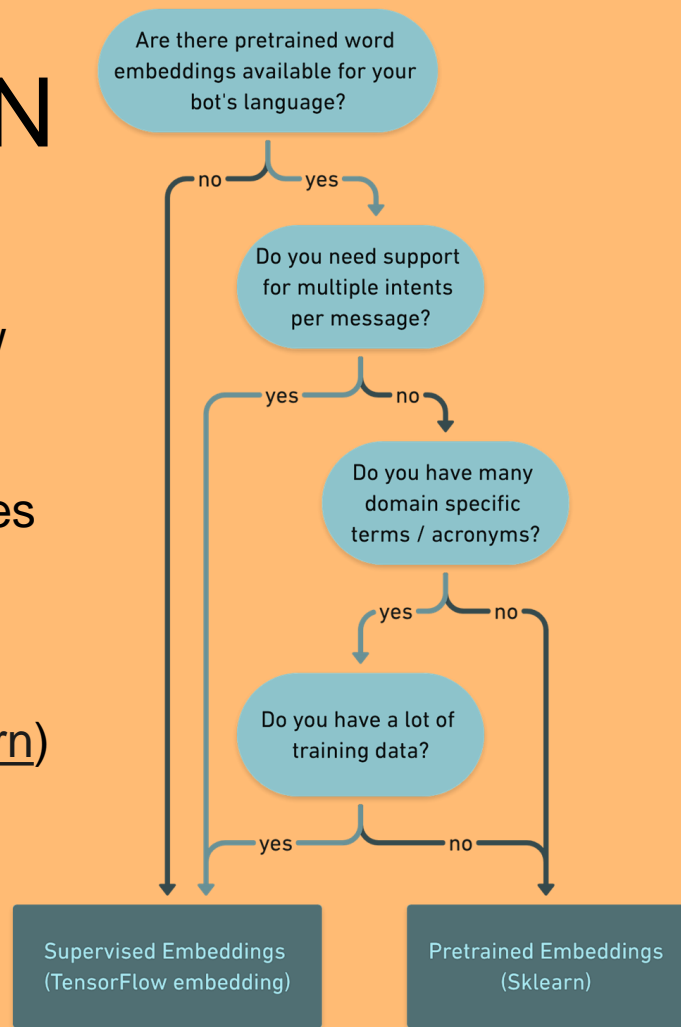 Are there pretrained word
embeddings available for your
bot's language?
N
no
yes
Do you need support
for multiple intents
per message?
yes
no
Do you have many
domain specific
terms / acronyms?
es
yes
no
Do you have a lot of
training data?
rn)
yes
no
Supervised Embeddings
(TensorFlow embedding)
Pretrained Embeddings
(Sklearn)